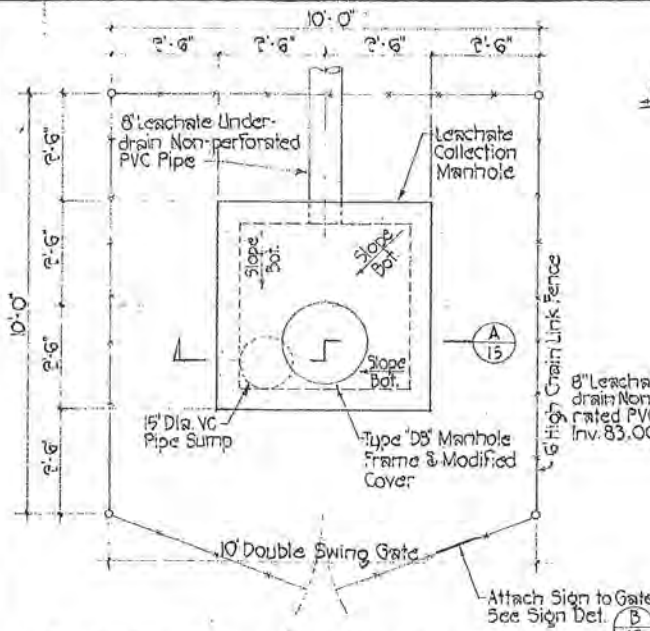 10'-0"
2'-6" 2'-6" 2'-6" 2'-6"
8" Leachate Under-
drain Non-perforated
PVC Pipe
Leachate
Collection
Manhole
2'-6"
2'-6"
2'-6"
2'-6"
10'-0"
Slope
Bot.
Slope
Bot.
Slope
Bot.
A
15
6' High Chain Link Fence
8" Leacha
drain Non
rated PVC
Inv. 83.00
15" Dia. VC
Pipe Sump
Type "DB" Manhole
Frame & Modified
Cover
10' Double Swing Gate
Attach Sign to Gate
See Sign Det.
B